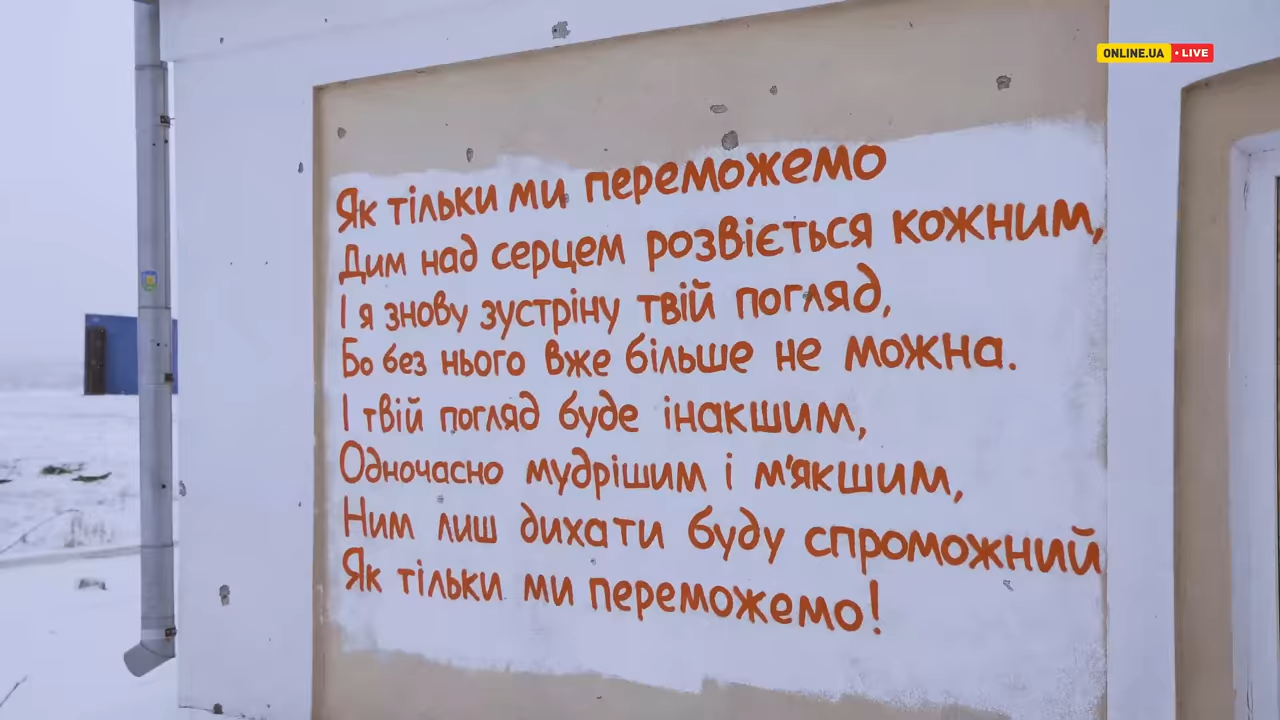 ONLINE.UA • LIVE
Як тільки ми переможемо
Дим над серцем розвіється кожним,
І я знову зустріну твій погляд,
Бо без нього вже більше не можна.
І твій погляд буде інакшим,
Одночасно мудрішим і м'якшим,
Ним лиш дихати буду спроможний
Як тільки ми переможемо!